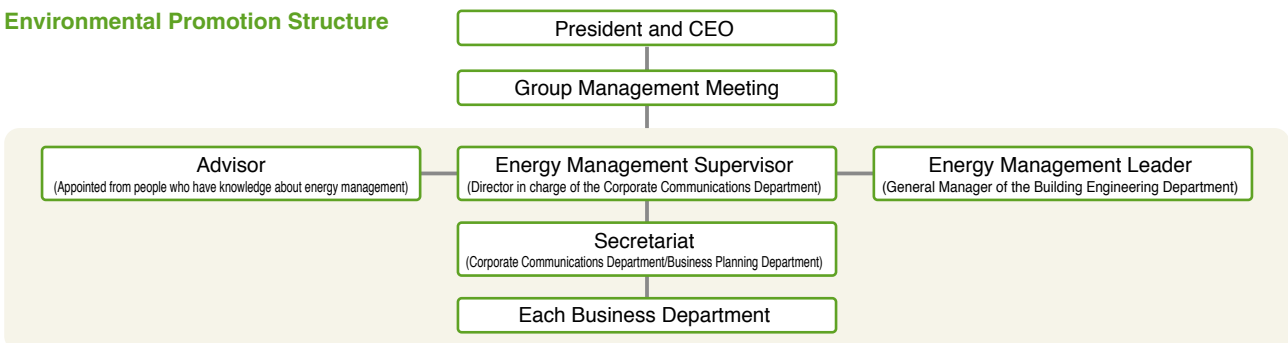 Environmental Promotion Structure
President and CEO
Group Management Meeting
Advisor
(Appointed from people who have knowledge about energy management)
Energy Management Supervisor
(Director in charge of the Corporate Communications Department)
Energy Management Leader
(General Manager of the Building Engineering Department)
Secretariat
(Corporate Communications Department/Business Planning Department)
Each Business Department